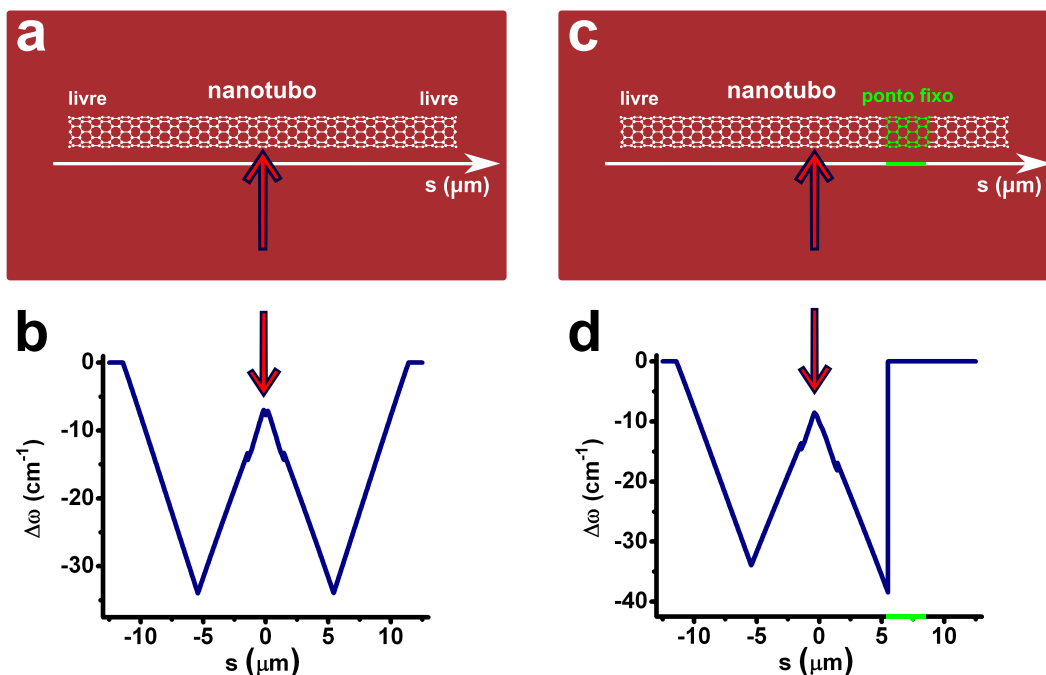 a
livre
nanotubo
livre
s (µm)
c
livre
nanotubo
ponto fixo
s (µm)
b
0
-10
-20
-30
Δω (cm⁻¹)
-10 -5 0 5 10
s (µm)
d
0
-10
-20
-30
-40
Δω (cm⁻¹)
-10 -5 0 5 10
s (µm)